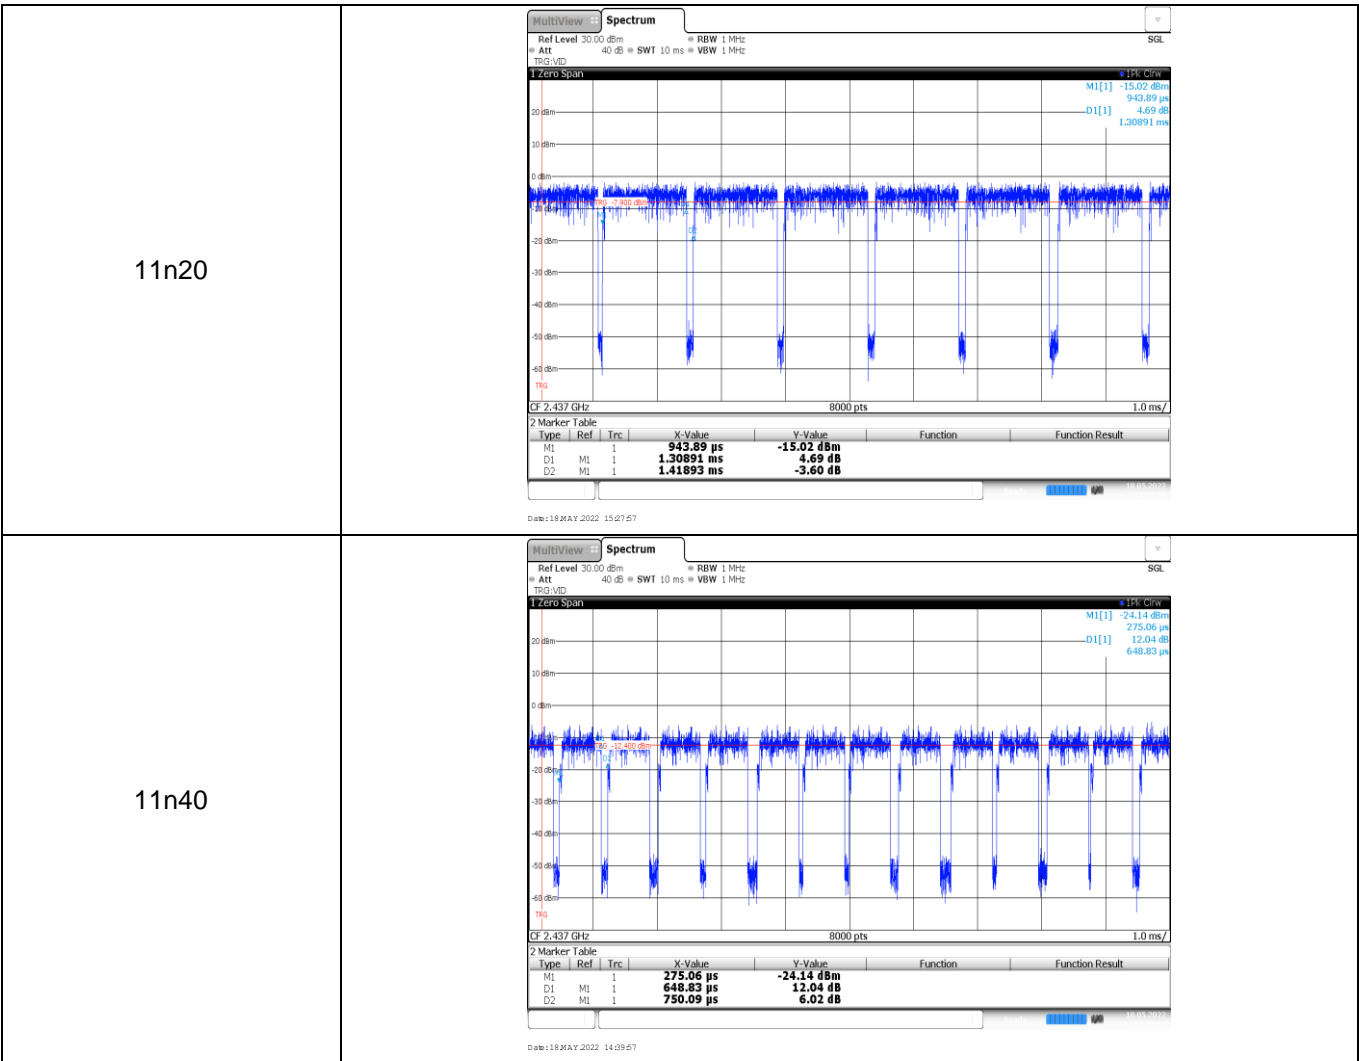 11n20
MultiView Spectrum
Ref Level 30.00 dBm RBW 1 MHz SGL
Att 40 dB SWT 10 ms VBW 1 MHz
TRG:VID
1 Zero Span 1Pk Clrw
M1[1] -15.02 dBm
943.89 µs
D1[1] 4.69 dB
1.30891 ms
20 dBm
10 dBm
0 dBm
TRG -7.900 dBm
M1
D2
-20 dBm
-30 dBm
-40 dBm
-50 dBm
-60 dBm
TRG
CF 2.437 GHz 8000 pts 1.0 ms/
2 Marker Table
Type Ref Trc X-Value Y-Value Function Function Result
M1 1 943.89 µs -15.02 dBm
D1 M1 1 1.30891 ms 4.69 dB
D2 M1 1 1.41893 ms -3.60 dB
18.05.2022
Date:18.MAY.2022 15:27:57
11n40
MultiView Spectrum
Ref Level 30.00 dBm RBW 1 MHz SGL
Att 40 dB SWT 10 ms VBW 1 MHz
TRG:VID
1 Zero Span 1Pk Clrw
M1[1] -24.14 dBm
275.06 µs
D1[1] 12.04 dB
648.83 µs
20 dBm
10 dBm
0 dBm
TRG -12.400 dBm
D2
-20 dBm
-30 dBm
-40 dBm
-50 dBm
-60 dBm
TRG
CF 2.437 GHz 8000 pts 1.0 ms/
2 Marker Table
Type Ref Trc X-Value Y-Value Function Function Result
M1 1 275.06 µs -24.14 dBm
D1 M1 1 648.83 µs 12.04 dB
D2 M1 1 750.09 µs 6.02 dB
18.05.2022
Date:18.MAY.2022 14:39:57